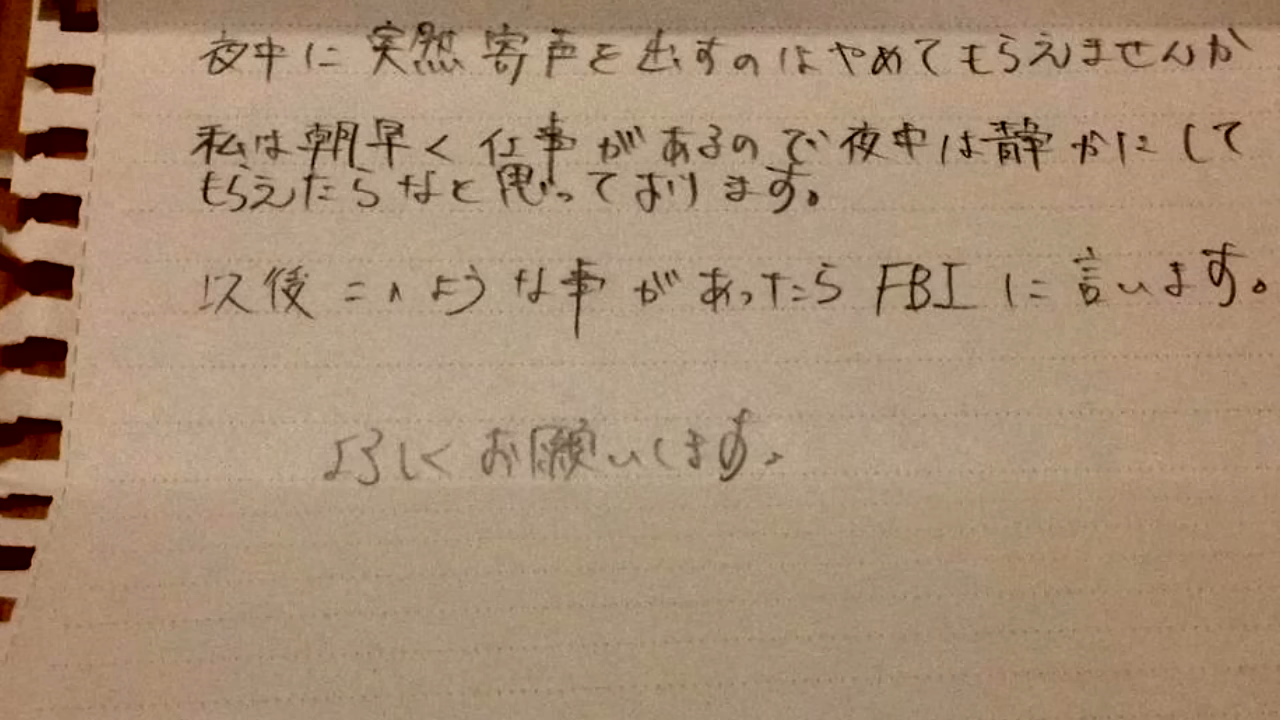 夜中に突然寄声を出すのはやめてもらえませんか
私は朝早く仕事があるので夜中は静かにして
もらえたらなと思っております。
以後このような事があったらFBIに言います。
よろしくお願いします。